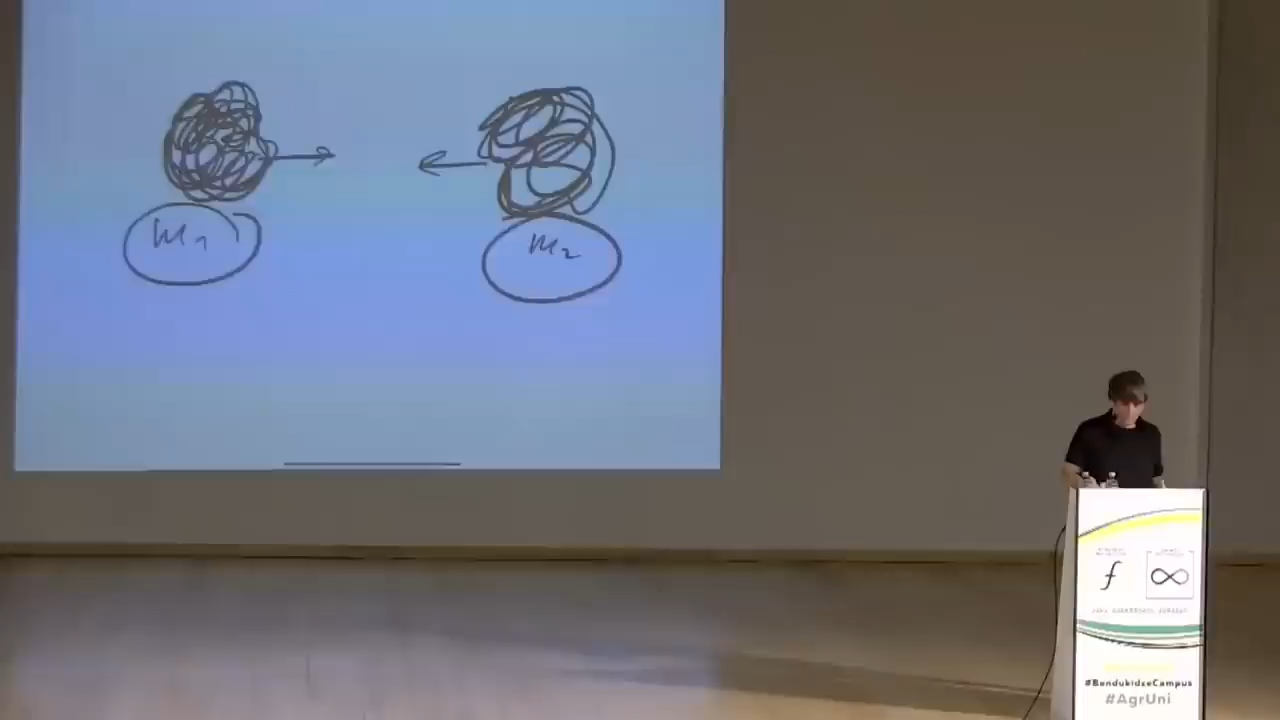 m₁
m₂
f
∞
#BendukidzeCampus
#AgrUni